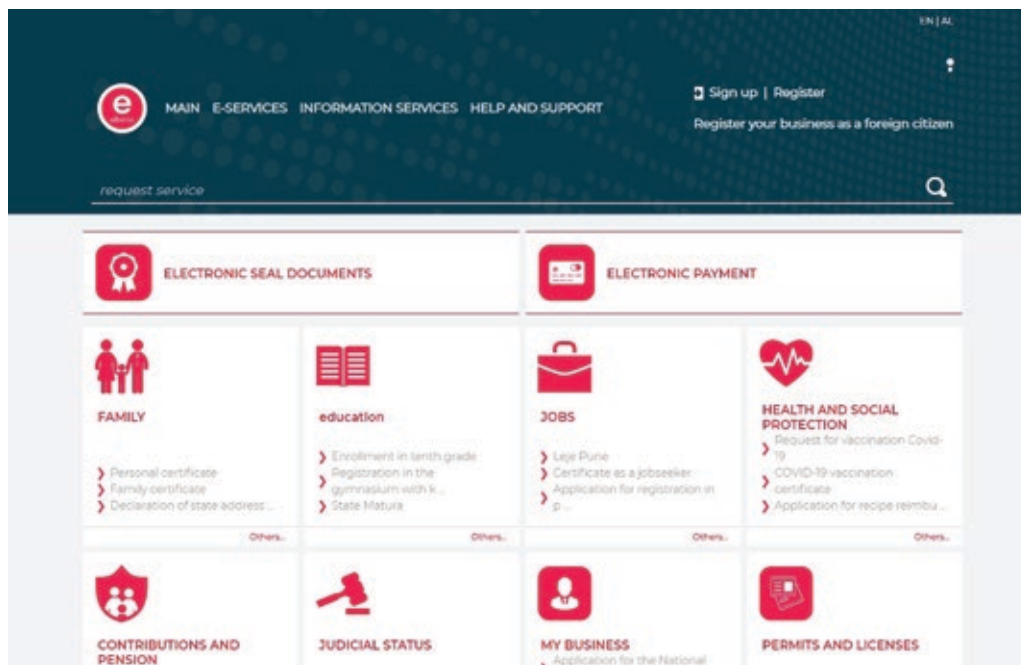 EN | AL
e
albania
MAIN E-SERVICES INFORMATION SERVICES HELP AND SUPPORT
Sign up | Register
Register your business as a foreign citizen
request service
ELECTRONIC SEAL DOCUMENTS
ELECTRONIC PAYMENT
FAMILY
Personal certificate
Family certificate
Declaration of state address ...
Others...
education
Enrollment in tenth grade
Registration in the
gymnasium with k ...
State Matura
Others...
JOBS
Leje Pune
Certificate as a jobseeker
Application for registration in
p ...
Others...
HEALTH AND SOCIAL
PROTECTION
Request for vaccination Covid-
19
COVID-19 vaccination
certificate
Application for recipe reimbu ...
Others...
CONTRIBUTIONS AND
PENSION
JUDICIAL STATUS
MY BUSINESS
Application for the National
PERMITS AND LICENSES